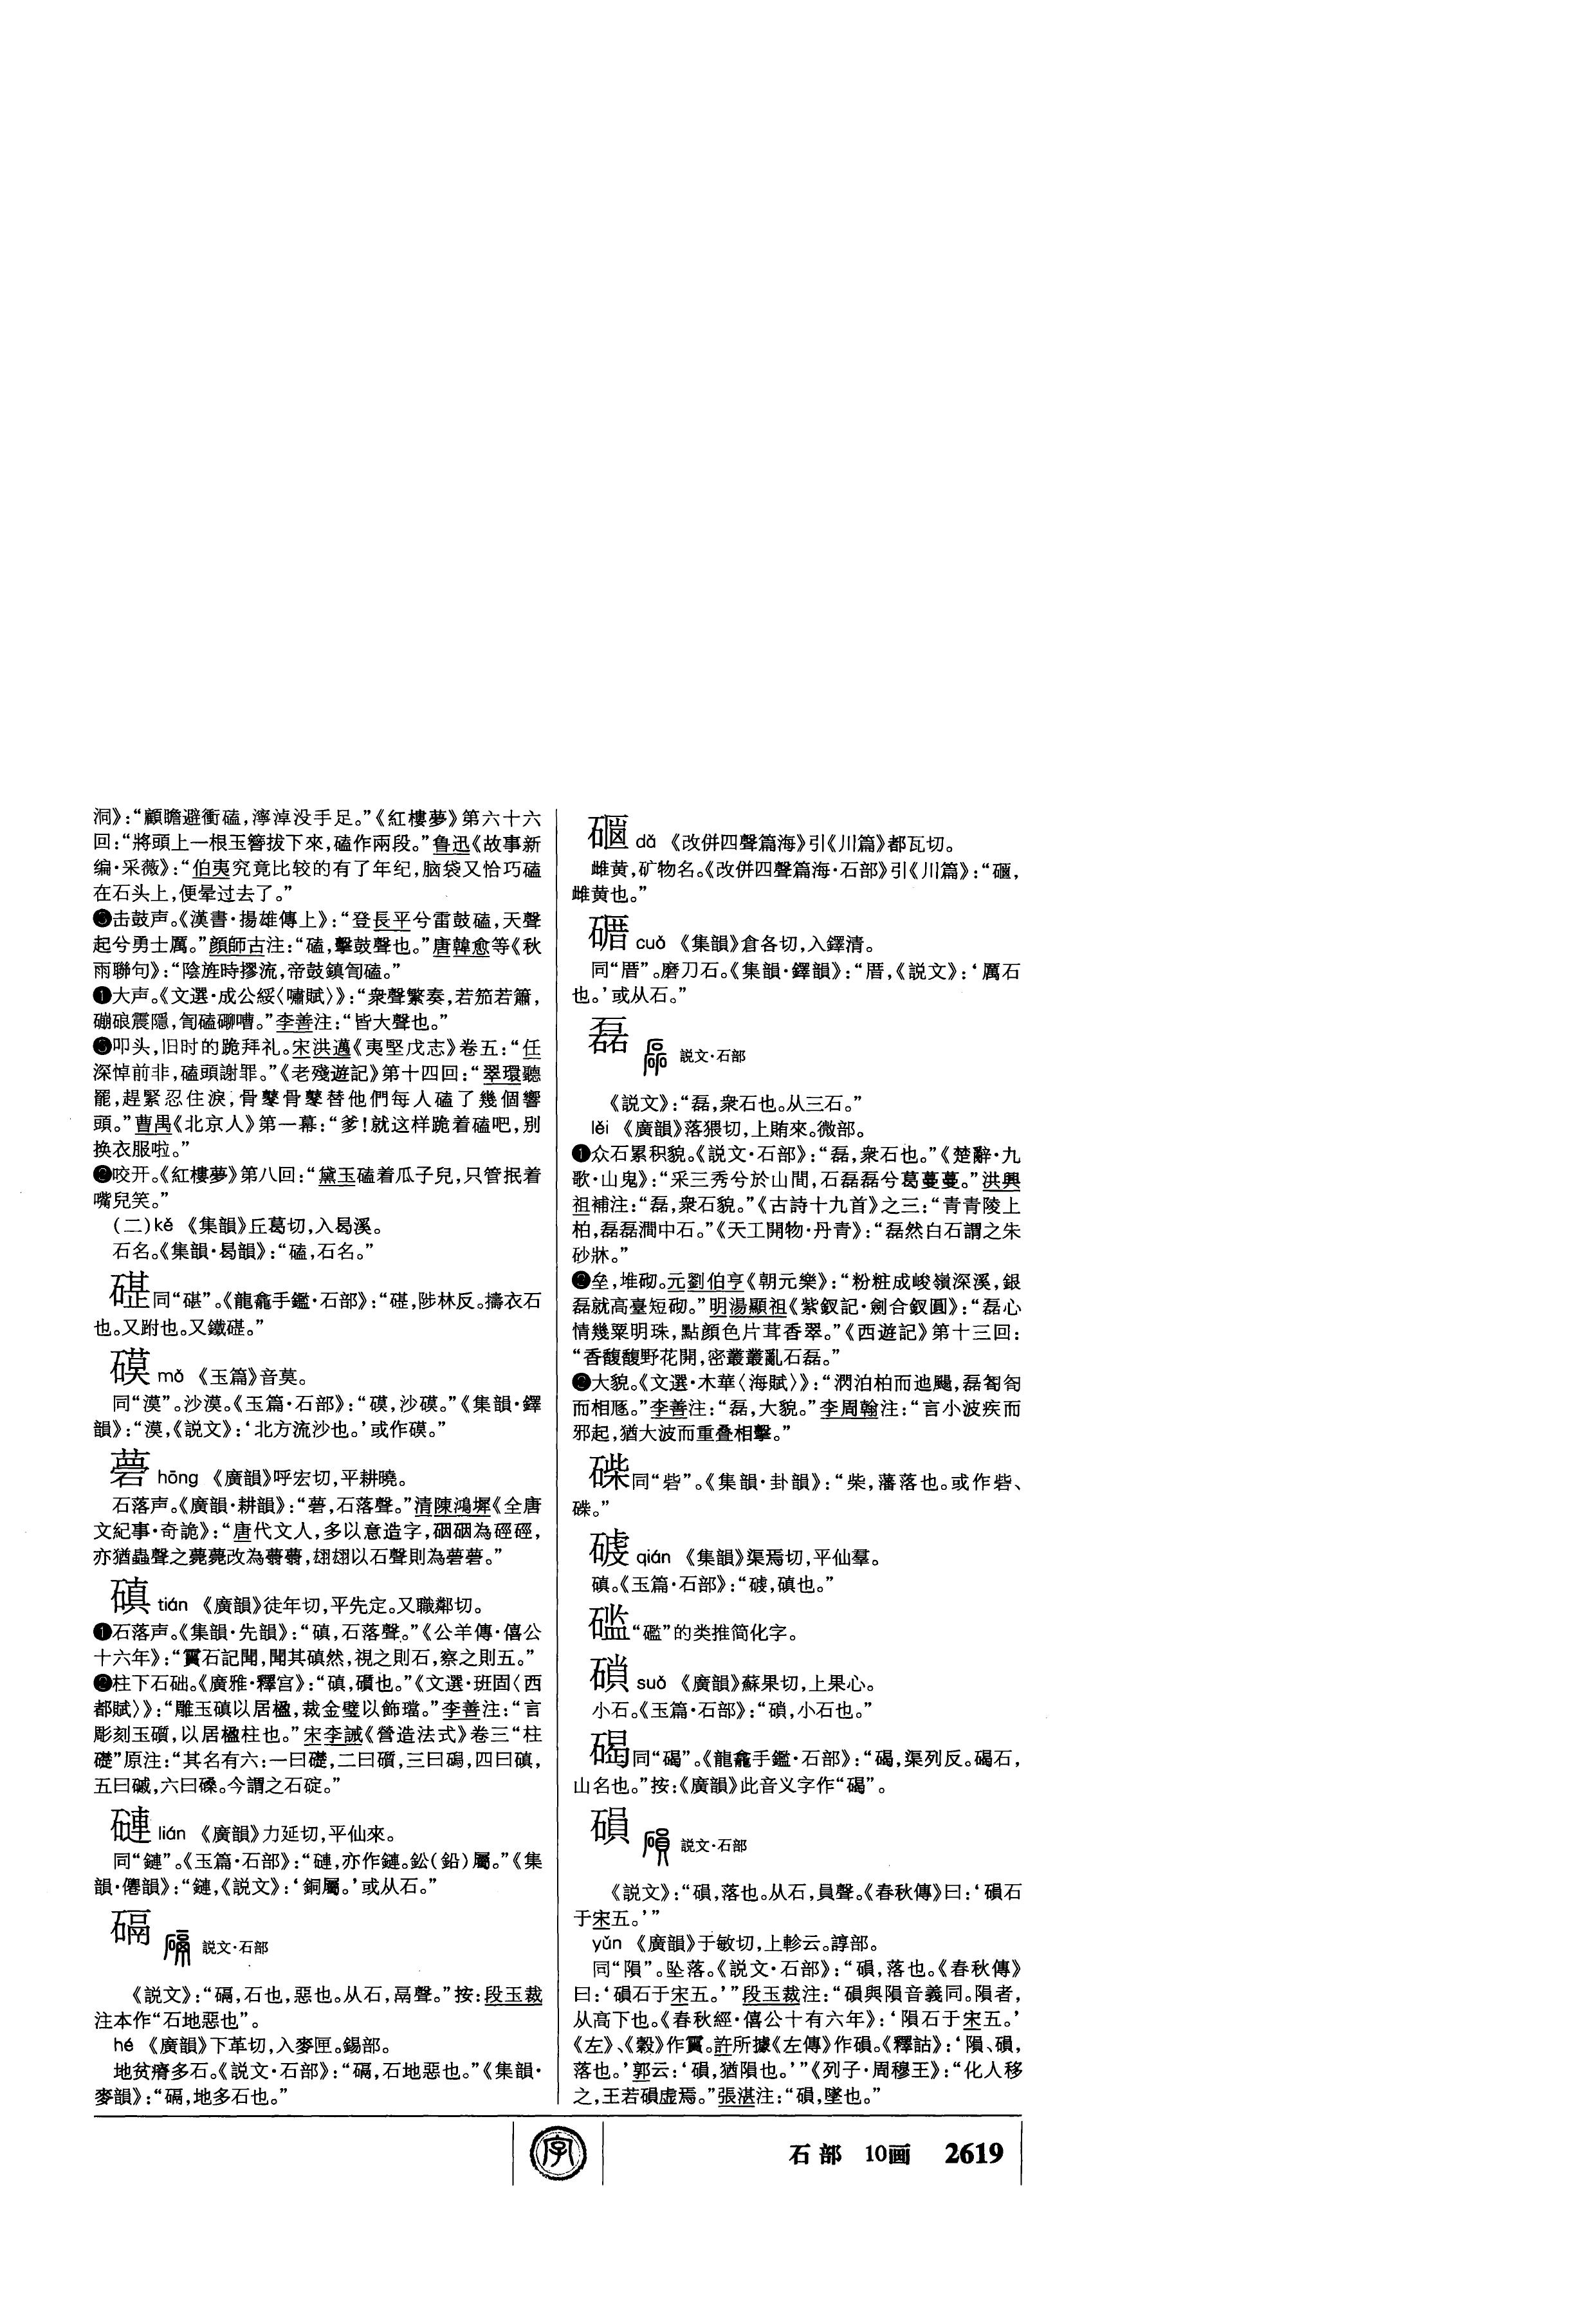 洞》：“顧瞻避衝磕，濘淖没手足。”《紅樓夢》第六十六
回：“將頭上一根玉簪拔下來，磕作兩段。”鲁迅《故事新
编·采薇》：“伯夷究竟比较的有了年纪，脑袋又恰巧磕
在石头上，便晕过去了。”
❸击鼓声。《漢書·揚雄傳上》：“登長平兮雷鼓磕，天聲
起兮勇士厲。”顔師古注：“磕，擊鼓聲也。”唐韓愈等《秋
雨聯句》：“陰旌時摎流，帝鼓鎮訇磕。”
大声。《文選·成公綏〈嘯賦〉》：“衆聲繁奏，若笳若簫，
磞硠震隱，訇磕唧嘈。”李善注：“皆大聲也。”
❺叩头，旧时的跪拜礼。宋洪邁《夷堅戊志》卷五：“任
深悼前非，磕頭謝罪。”《老殘遊記》第十四回：“翠環聽
罷，趕緊忍住淚，骨鼕骨鼕替他們每人磕了幾個響
頭。”曹禺《北京人》第一幕：“爹！就这样跪着磕吧，别
换衣服啦。”
咬开。《紅樓夢》第八回：“黛玉磕着瓜子兒，只管抿着
嘴兒笑。”
（二）kě 《集韻》丘葛切，入曷溪。
石名。《集韻·曷韻》：“磕，石名。”
同“碪”。《龍龕手鑑·石部》：“陟林反。擣衣石
也。又跗也。又鐵碪。”
䃺 mò 《玉篇》音莫。
同“漠”。沙漠。《玉篇·石部》：“沙漠。”《集韻·鐸
韻》：“漠，《説文》：‘北方流沙也。’或作。”
hōng 《廣韻》呼宏切，平耕曉。
石落声。《廣韻·耕韻》：“石落聲。”清陳鴻墀《全唐
文紀事·奇詭》：“唐代文人，多以意造字，硱硱為硜硜，
亦猶蟲聲之薨薨改為，翃翃以石聲則為。”
磌 tián 《廣韻》徒年切，平先定。又職鄰切。
❶石落声。《集韻·先韻》：“磌，石落聲。”《公羊傳·僖公
十六年》：“霣石記聞，聞其磌然，視之則石，察之則五。”
❷柱下石础。《廣雅·釋宫》：“磌，礩也。”《文選·班固〈西
都賦〉》：“雕玉磌以居楹，裁金璧以飾璫。”李善注：“言
彫刻玉礩，以居楹柱也。”宋李誡《營造法式》卷三“柱
礎”原注：“其名有六：一曰礎，二曰礩，三曰磶，四曰磌，
五曰碱，六曰磉。今謂之石碇。”
磏 lián 《廣韻》力延切，平仙來。
同“鏈”。《玉篇·石部》：“亦作鏈。鈆（鉛）屬。”《集
韻·僊韻》：“鏈，《説文》：‘銅屬。’或从石。”
䃒 説文·石部
《説文》：“䃒，石也，惡也。从石，鬲聲。”按：段玉裁
注本作“石地惡也”。
hé 《廣韻》下革切，入麥匣。錫部。
地贫瘠多石。《説文·石部》：“䃒，石地惡也。”《集韻·
麥韻》：“䃒，地多石也。”
dǎ 《改併四聲篇海》引《川篇》都瓦切。
雌黄，矿物名。《改併四聲篇海·石部》引《川篇》：“
雌黄也。”
cuò 《集韻》倉各切，入鐸清。
同“厝”。磨刀石。《集韻·鐸韻》：“厝，《説文》：‘厲石
也。’或从石。”
磊 説文·石部
《説文》：“磊，衆石也。从三石。”
lěi 《廣韻》落猥切，上賄來。微部。
❶众石累积貌。《説文·石部》：“磊，衆石也。”《楚辭·九
歌·山鬼》：“采三秀兮於山間，石磊磊兮葛蔓蔓。”洪興
祖補注：“磊，衆石貌。”《古詩十九首》之三：“青青陵上
柏，磊磊澗中石。”《天工開物·丹青》：“磊然白石謂之朱
砂牀。”
❷垒，堆砌。元劉伯亨《朝元樂》：“粉粧成峻嶺深溪，銀
磊就高臺短砌。”明湯顯祖《紫釵記·劍合釵圓》：“磊心
情幾粟明珠，點顔色片茸香翠。”《西遊記》第十三回：
“香馥馥野花開，密叢叢亂石磊。”
大貌。《文選·木華〈海賦〉》：“濶泊柏而迆颺，磊匒匌
而相豗。”李善注：“磊，大貌。”李周翰注：“言小波疾而
邪起，猶大波而重叠相擊。”
同“砦”。《集韻·卦韻》：“柴，藩落也。或作砦、
。”
qián 《集韻》渠焉切，平仙羣。
磌。《玉篇·石部》：“磌也。”
“礛”的类推简化字。
䂹 suǒ 《廣韻》蘇果切，上果心。
小石。《玉篇·石部》：“小石也。”
同“碣”。《龍龕手鑑·石部》：“渠列反。碣石，
山名也。”按：《廣韻》此音义字作“碣”。
磒 説文·石部
《説文》：“磒，落也。从石，員聲。《春秋傳》曰：‘磒石
于宋五。’”
yǔn 《廣韻》于敏切，上軫云。諄部。
同“隕”。坠落。《説文·石部》：“磒，落也。《春秋傳》
曰：‘磒石于宋五。’”段玉裁注：“磒與隕音義同。隕者，
从高下也。《春秋經·僖公十有六年》：‘隕石于宋五。’
《左》、《穀》作霣。許所據《左傳》作磒。《釋詁》：‘隕、磒，
落也。’郭云：‘磒，猶隕也。’”《列子·周穆王》：“化人移
之，王若磒虚焉。”張湛注：“磒，墜也。”
字
石部 10画 2619